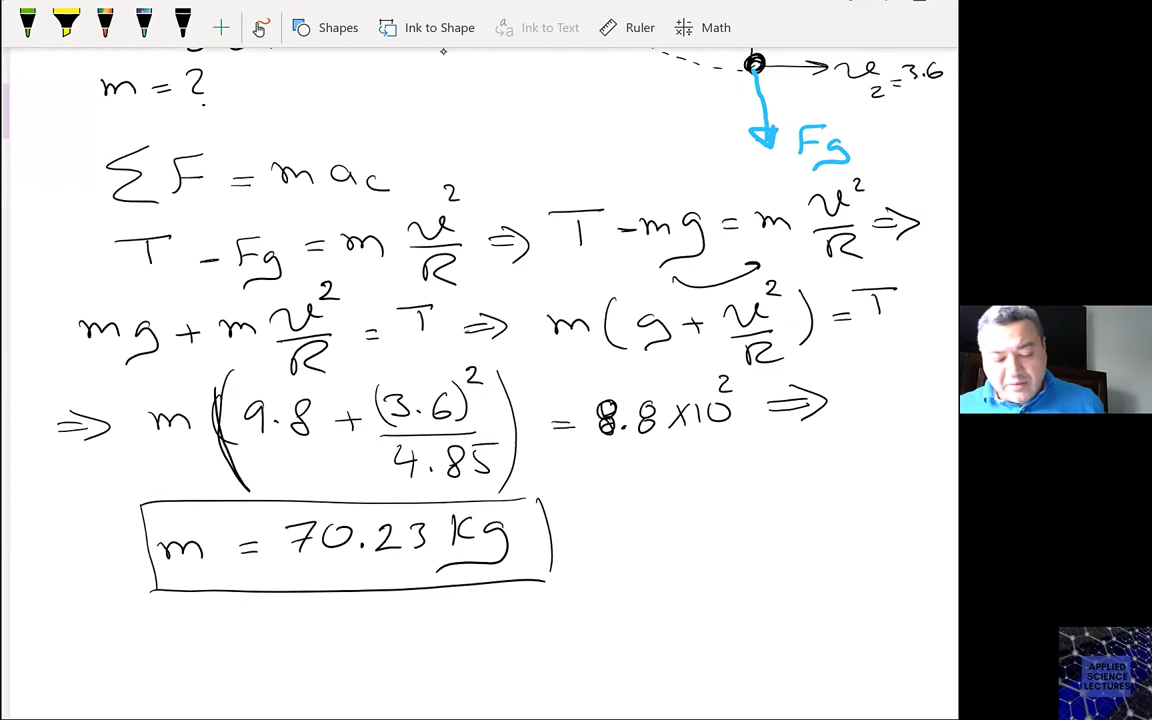 Shapes Ink to Shape Ink to Text Ruler Math
m = ?
v₂ = 3.6
Fg
ΣF = m ac
T - Fg = m v²/R ⇒ T - mg = m v²/R ⇒
mg + m v²/R = T ⇒ m(g + v²/R) = T
⇒ m(9.8 + (3.6)²/4.85) = 8.8 ×10² ⇒
m = 70.23 Kg
APPLIED
SCIENCE
LECTURES